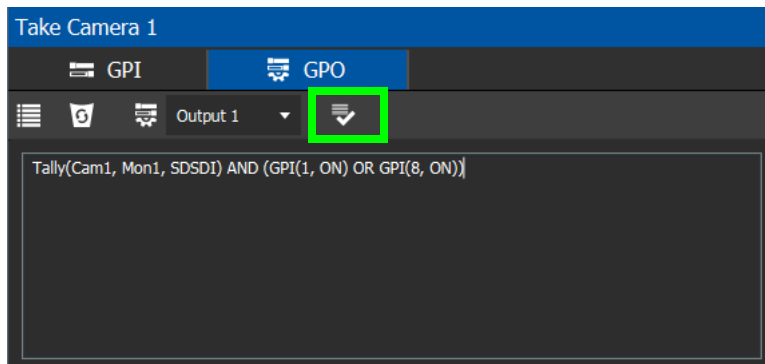 Take Camera 1
GPI GPO
Output 1
Tally(Cam1, Mon1, SDSDI) AND (GPI(1, ON) OR GPI(8, ON))